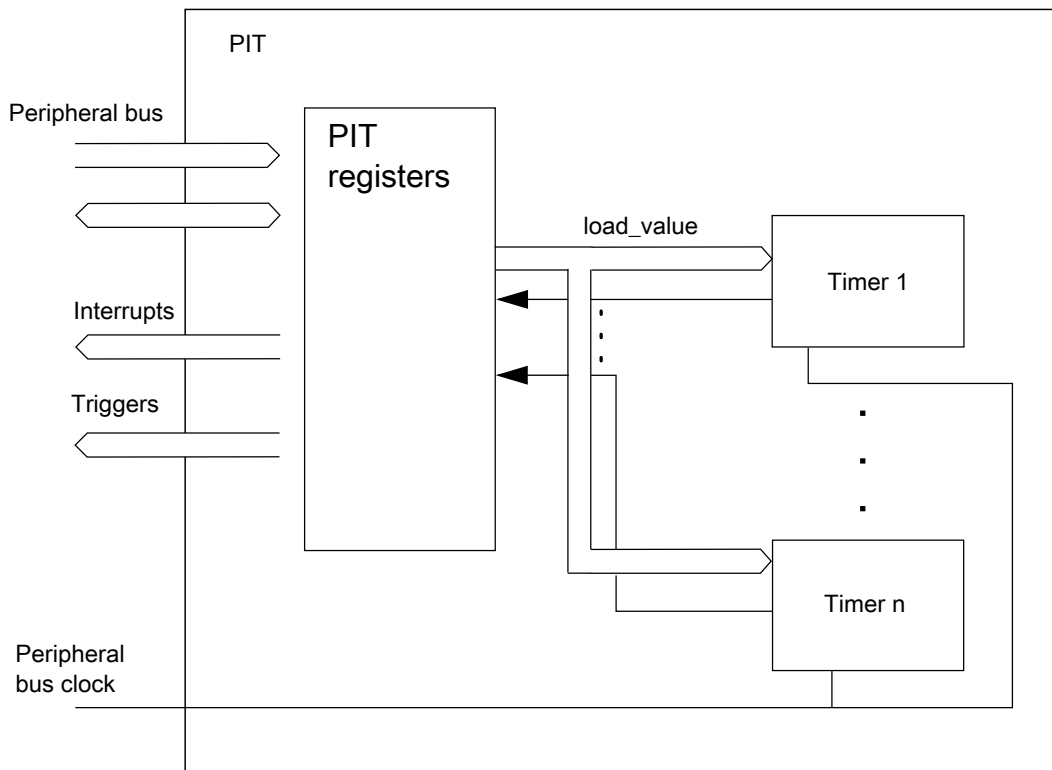 PIT
Peripheral bus
PIT
registers
load_value
Timer 1
Interrupts
Triggers
Timer n
Peripheral
bus clock